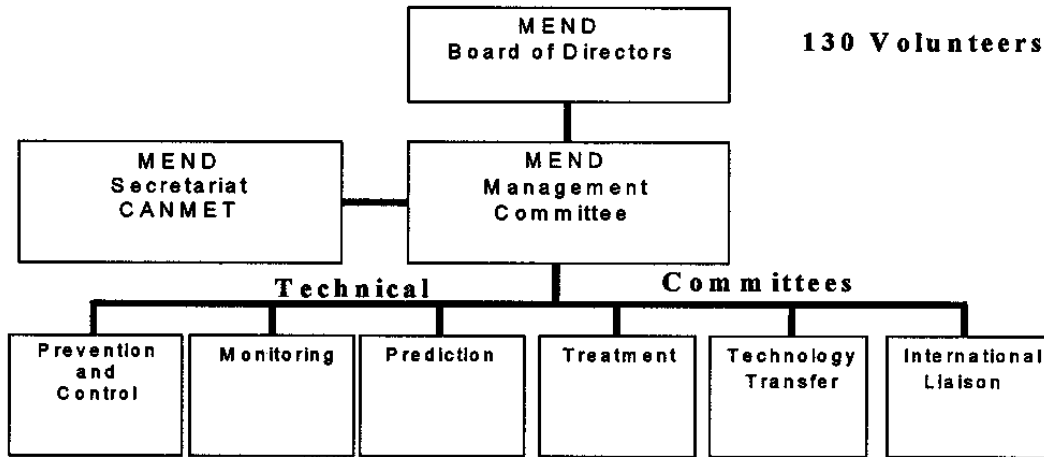 MEND
Board of Directors
130 Volunteers
MEND
Secretariat
CANMET
MEND
Management
Committee
Technical Committees
Prevention
and
Control
Monitoring
Prediction
Treatment
Technology
Transfer
International
Liaison